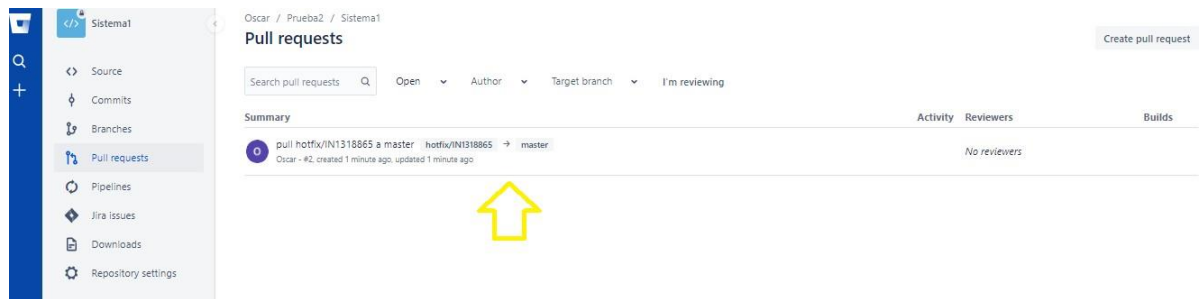 Sistema1
Source
Commits
Branches
Pull requests
Pipelines
Jira issues
Downloads
Repository settings
Oscar / Prueba2 / Sistema1
Pull requests
Create pull request
Search pull requests Open Author Target branch I'm reviewing
Summary Activity Reviewers Builds
O pull hotfix/IN1318865 a master hotfix/IN1318865 → master
Oscar - #2, created 1 minute ago, updated 1 minute ago
No reviewers